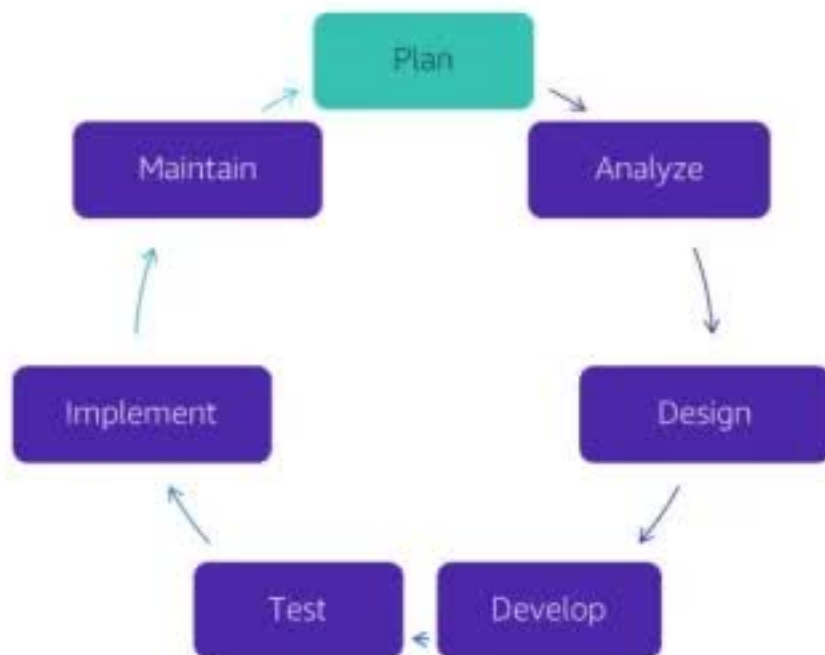 Plan
Analyze
Design
Develop
Test
Implement
Maintain